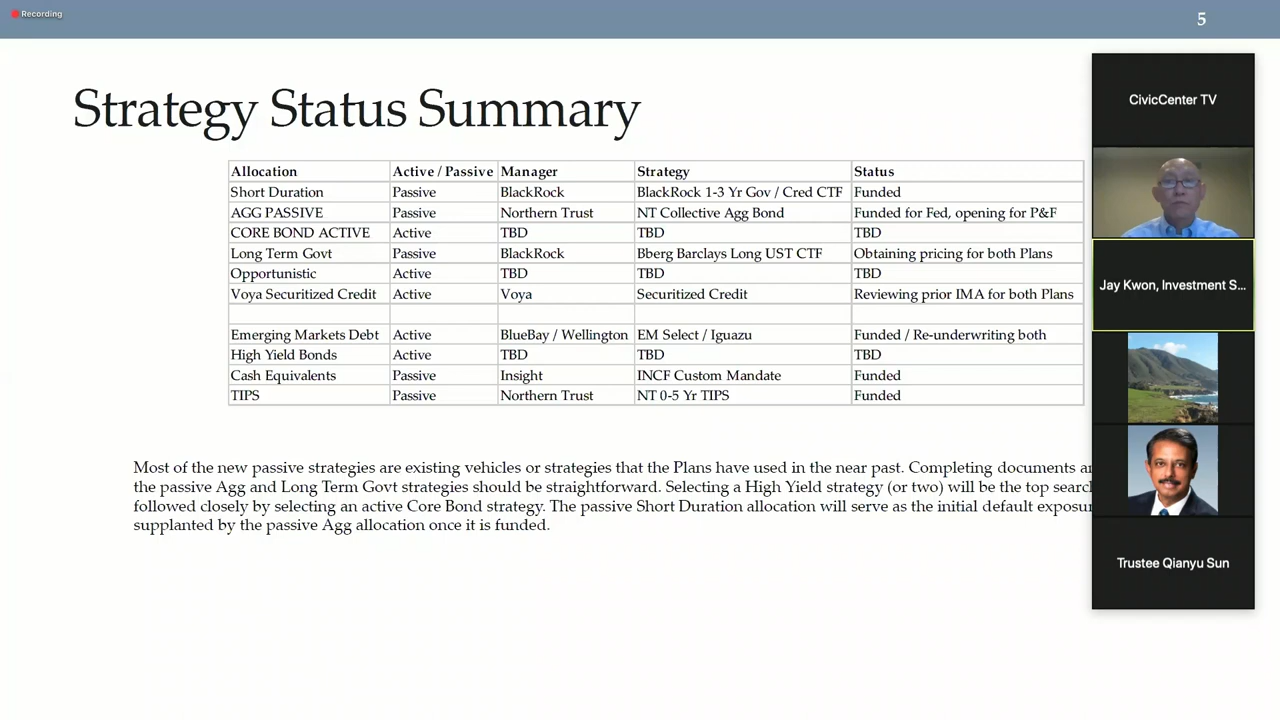 Recording
5
Strategy Status Summary
Allocation Active / Passive Manager Strategy Status
Short Duration Passive BlackRock BlackRock 1-3 Yr Gov / Cred CTF Funded
AGG PASSIVE Passive Northern Trust NT Collective Agg Bond Funded for Fed, opening for P&F
CORE BOND ACTIVE Active TBD TBD TBD
Long Term Govt Passive BlackRock Bberg Barclays Long UST CTF Obtaining pricing for both Plans
Opportunistic Active TBD TBD TBD
Voya Securitized Credit Active Voya Securitized Credit Reviewing prior IMA for both Plans
Emerging Markets Debt Active BlueBay / Wellington EM Select / Iguazu Funded / Re-underwriting both
High Yield Bonds Active TBD TBD TBD
Cash Equivalents Passive Insight INCF Custom Mandate Funded
TIPS Passive Northern Trust NT 0-5 Yr TIPS Funded
Most of the new passive strategies are existing vehicles or strategies that the Plans have used in the near past. Completing documents
the passive Agg and Long Term Govt strategies should be straightforward. Selecting a High Yield strategy (or two) will be the top
followed closely by selecting an active Core Bond strategy. The passive Short Duration allocation will serve as the initial default
supplanted by the passive Agg allocation once it is funded.
CivicCenter TV
Jay Kwon, Investment S...
Trustee Qianyu Sun